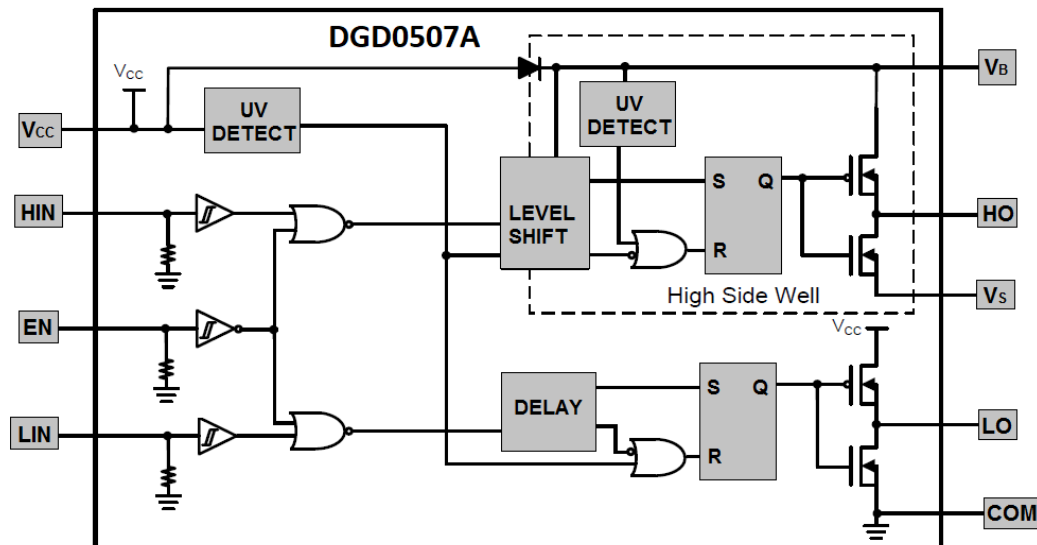 DGD0507A
VCC
VB
UV
DETECT
UV
DETECT
VCC
HIN
S
Q
LEVEL
SHIFT
HO
R
High Side Well
VS
EN
VCC
DELAY
S
Q
LIN
LO
R
COM